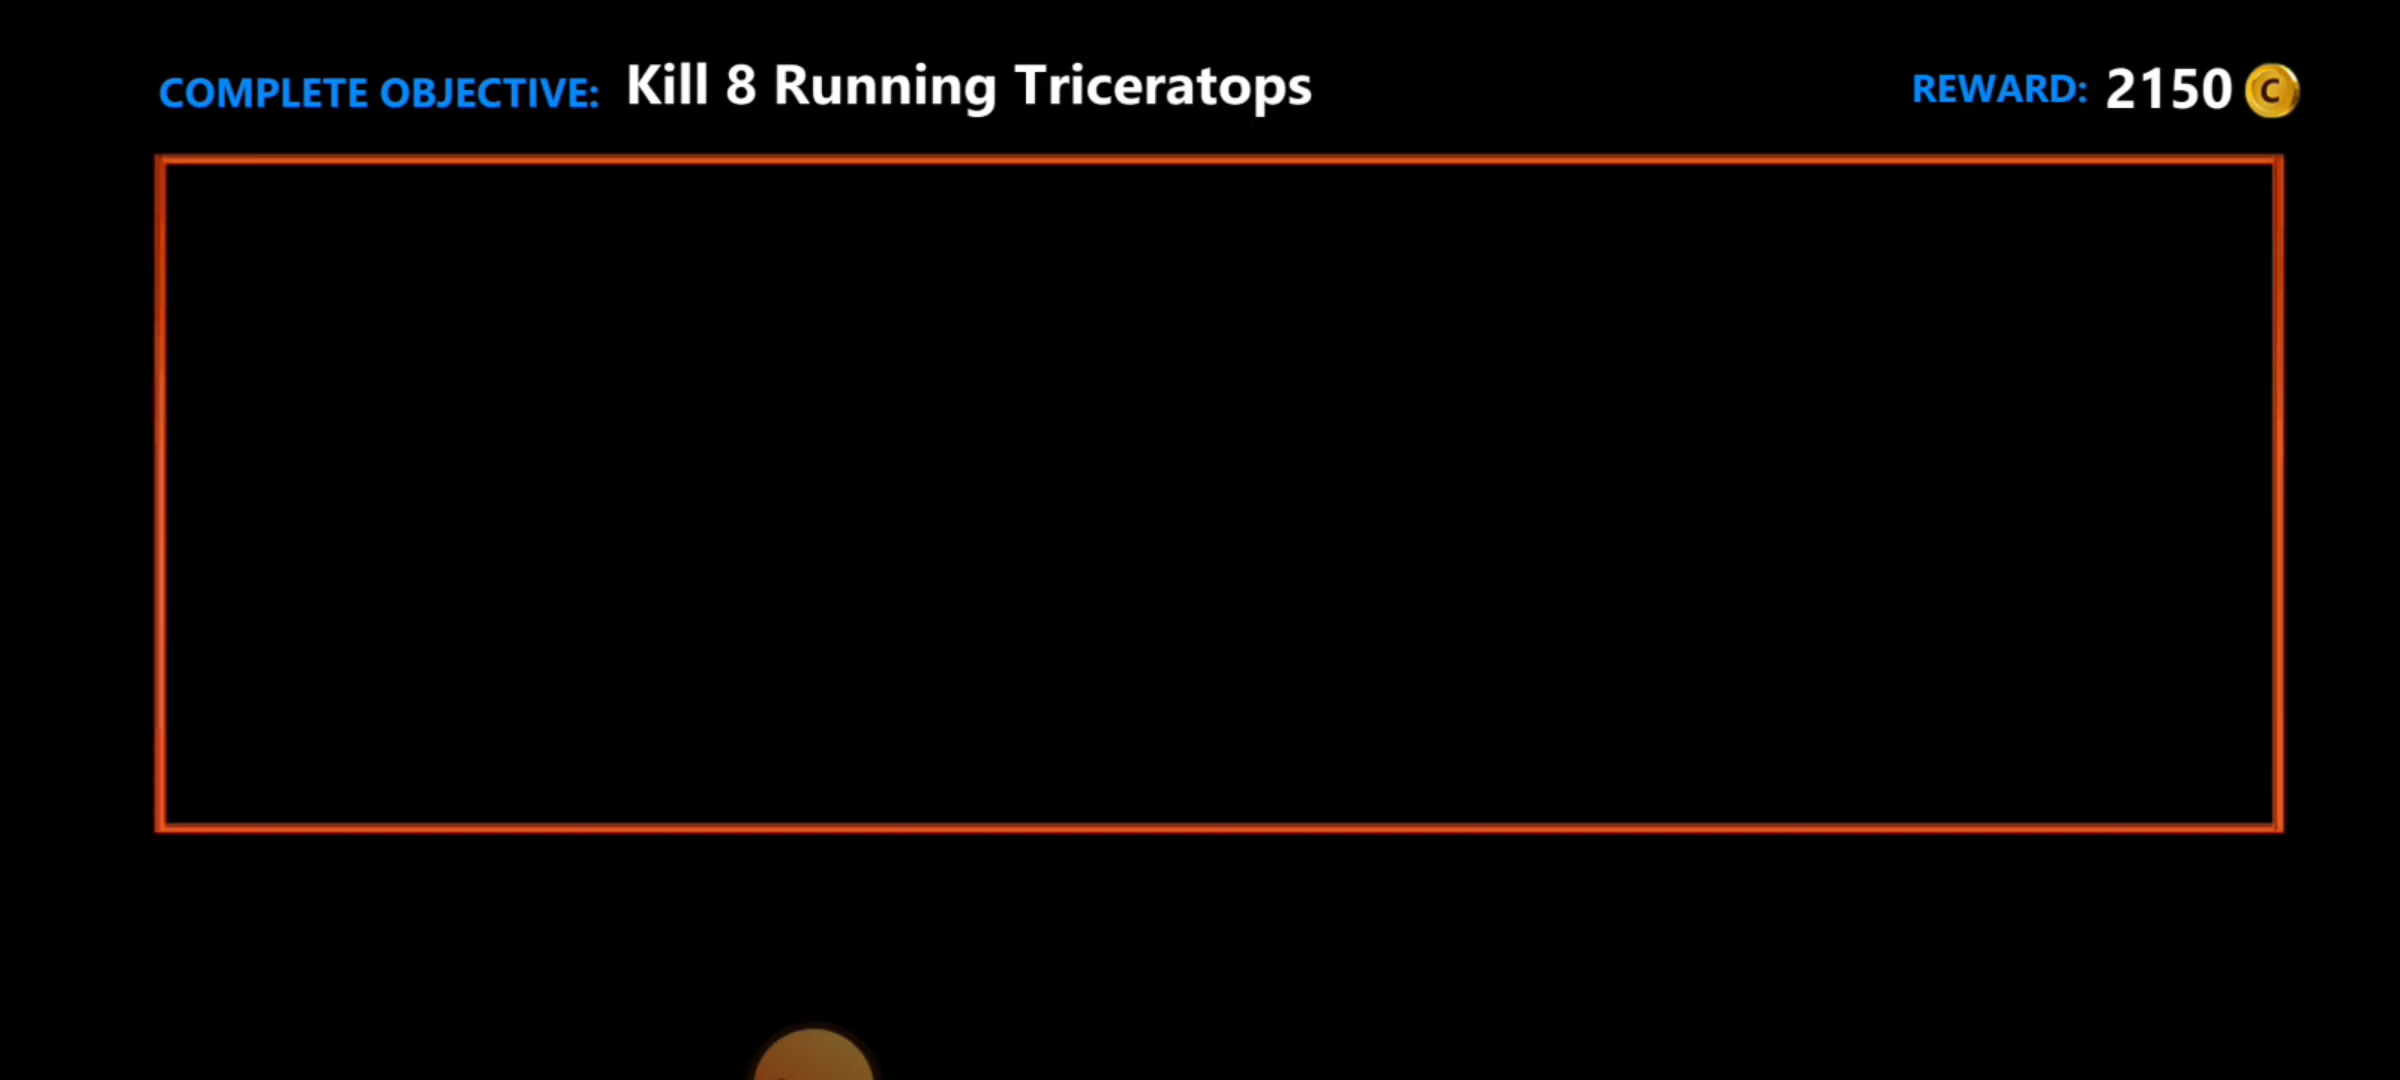 COMPLETE OBJECTIVE: Kill 8 Running Triceratops
REWARD: 2150 C